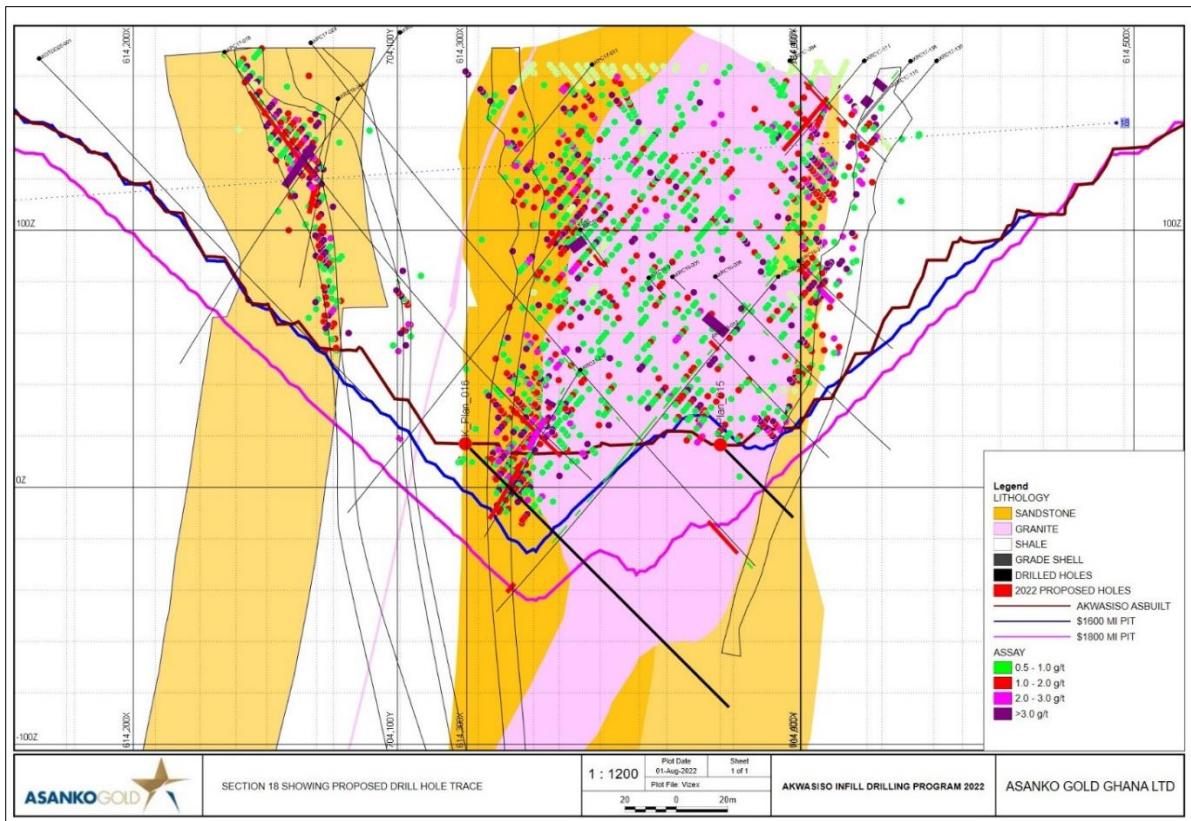 614,200X
704,100Y
614,300X
614,500X
100Z
100Z
18
K_Plan_016
Plan_015
0Z
-100Z
614,200X
704,100Y
614,300X
Legend
LITHOLOGY
SANDSTONE
GRANITE
SHALE
GRADE SHELL
DRILLED HOLES
2022 PROPOSED HOLES
AKWASISO ASBUILT
$1600 MI PIT
$1800 MI PIT
ASSAY
0.5 - 1.0 g/t
1.0 - 2.0 g/t
2.0 - 3.0 g/t
>3.0 g/t
ASANKOGOLD
SECTION 18 SHOWING PROPOSED DRILL HOLE TRACE
1 : 1200
Plot Date
01-Aug-2022
Sheet
1 of 1
Plot File: Vizex
20 0 20m
AKWASISO INFILL DRILLING PROGRAM 2022
ASANKO GOLD GHANA LTD